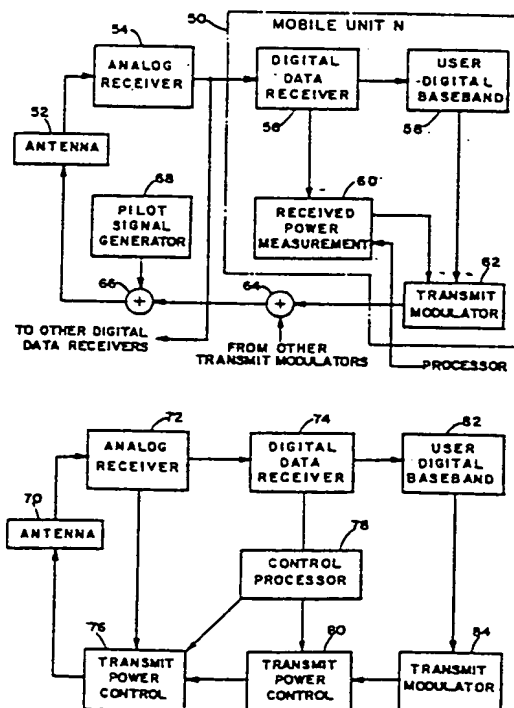 50
MOBILE UNIT N
54
ANALOG
RECEIVER
DIGITAL
DATA
RECEIVER
56
USER
DIGITAL
BASEBAND
58
52
ANTENNA
68
PILOT
SIGNAL
GENERATOR
60
RECEIVED
POWER
MEASUREMENT
62
TRANSMIT
MODULATOR
66
+
64
+
TO OTHER DIGITAL
DATA RECEIVERS
FROM OTHER
TRANSMIT MODULATORS
PROCESSOR
72
ANALOG
RECEIVER
74
DIGITAL
DATA
RECEIVER
82
USER
DIGITAL
BASEBAND
70
ANTENNA
78
CONTROL
PROCESSOR
76
TRANSMIT
POWER
CONTROL
80
TRANSMIT
POWER
CONTROL
84
TRANSMIT
MODULATOR